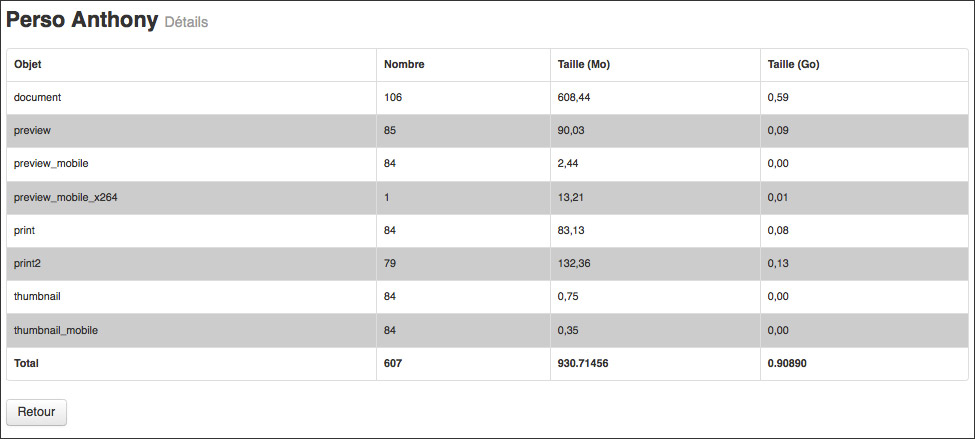 Perso Anthony Détails
Objet Nombre Taille (Mo) Taille (Go)
document 106 608,44 0,59
preview 85 90,03 0,09
preview_mobile 84 2,44 0,00
preview_mobile_x264 1 13,21 0,01
print 84 83,13 0,08
print2 79 132,36 0,13
thumbnail 84 0,75 0,00
thumbnail_mobile 84 0,35 0,00
Total 607 930.71456 0.90890
Retour